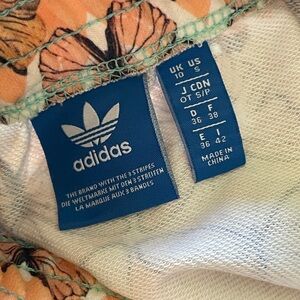 adidas
THE BRAND WITH THE 3 STRIPES
DIE WELTMARKE MIT DEN 3 STREIFEN
LA MARQUE AUX 3 BANDES
UK US
10 S
J CDN
OT S/P
D F
36 38
E I
36 42
MADE IN
CHINA